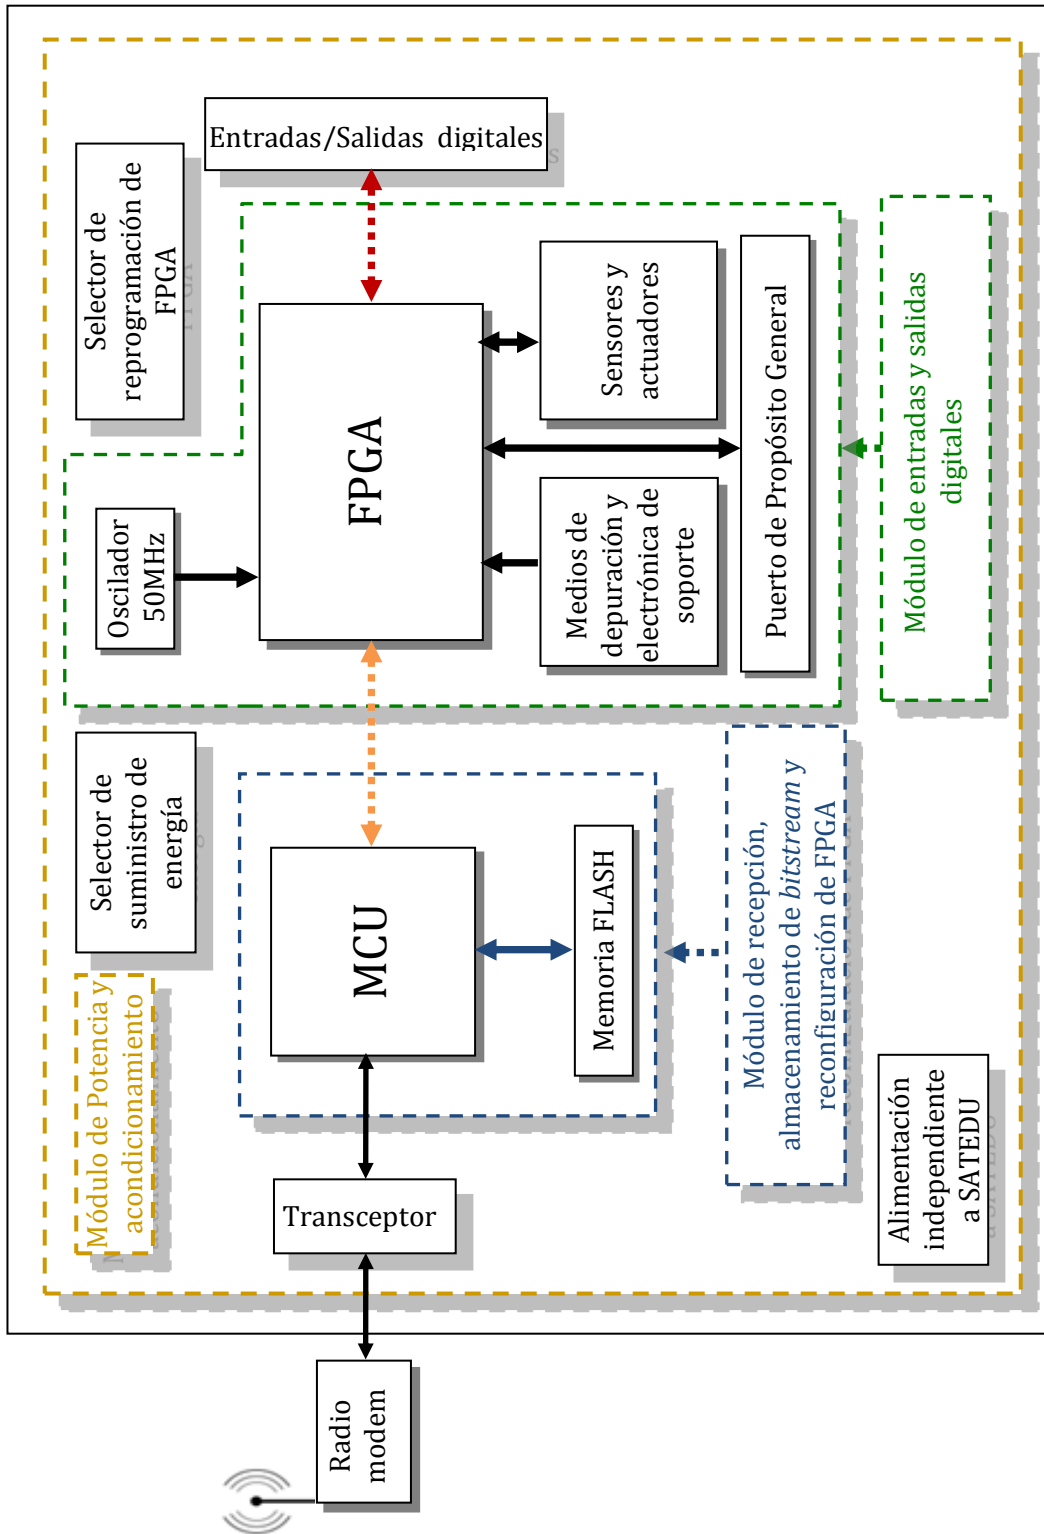 Módulo de Potencia y
acondicionamiento
Selector de
suministro de
energía
Oscilador
50MHz
Selector de
reprogramación de
FPGA
Entradas/Salidas digitales
Radio
modem
Transceptor
MCU
FPGA
Memoria FLASH
Medios de
depuración y
electrónica de
soporte
Sensores y
actuadores
Puerto de Propósito General
Módulo de recepción,
almacenamiento de bitstream y
reconfiguración de FPGA
Alimentación
independiente
a SATEDU
Módulo de entradas y salidas
digitales